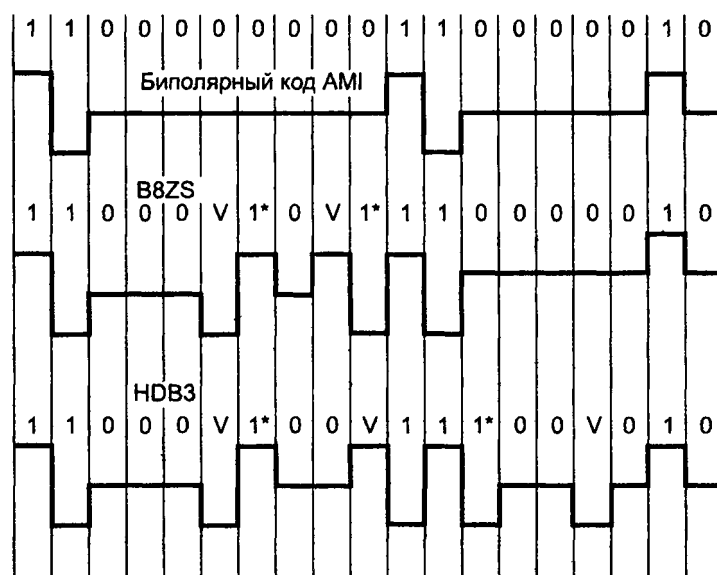 1 1 0 0 0 0 0 0 0 0 1 1 0 0 0 0 0 1 0
Биполярный код AMI
B8ZS
1 1 0 0 0 V 1* 0 V 1* 1 1 0 0 0 0 0 1 0
HDB3
1 1 0 0 0 V 1* 0 0 V 1 1 1* 0 0 V 0 1 0